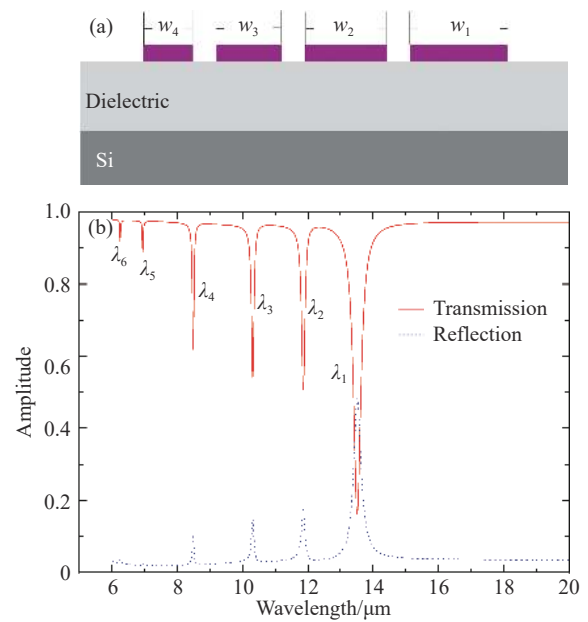 (a)
w4 w3 w2 w1
Dielectric
Si
(b)
1.0
0.8
0.6
0.4
0.2
0
λ6 λ5 λ4 λ3 λ2 λ1
Transmission
Reflection
Amplitude
6 8 10 12 14 16 18 20
Wavelength/μm